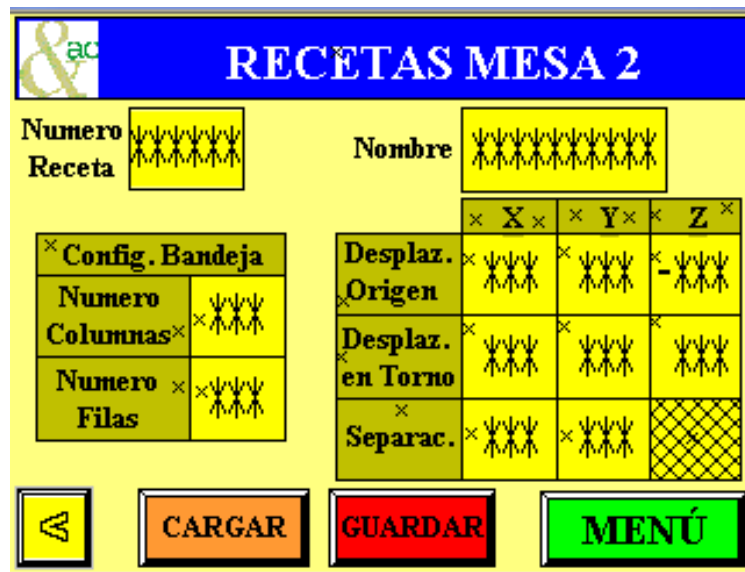 &ac
RECETAS MESA 2
Numero
Receta
Nombre
X Y Z
Config. Bandeja
Numero
Columnas
Numero
Filas
Desplaz.
Origen
-
Desplaz.
en Torno
Separac.
<
CARGAR
GUARDAR
MENÚ